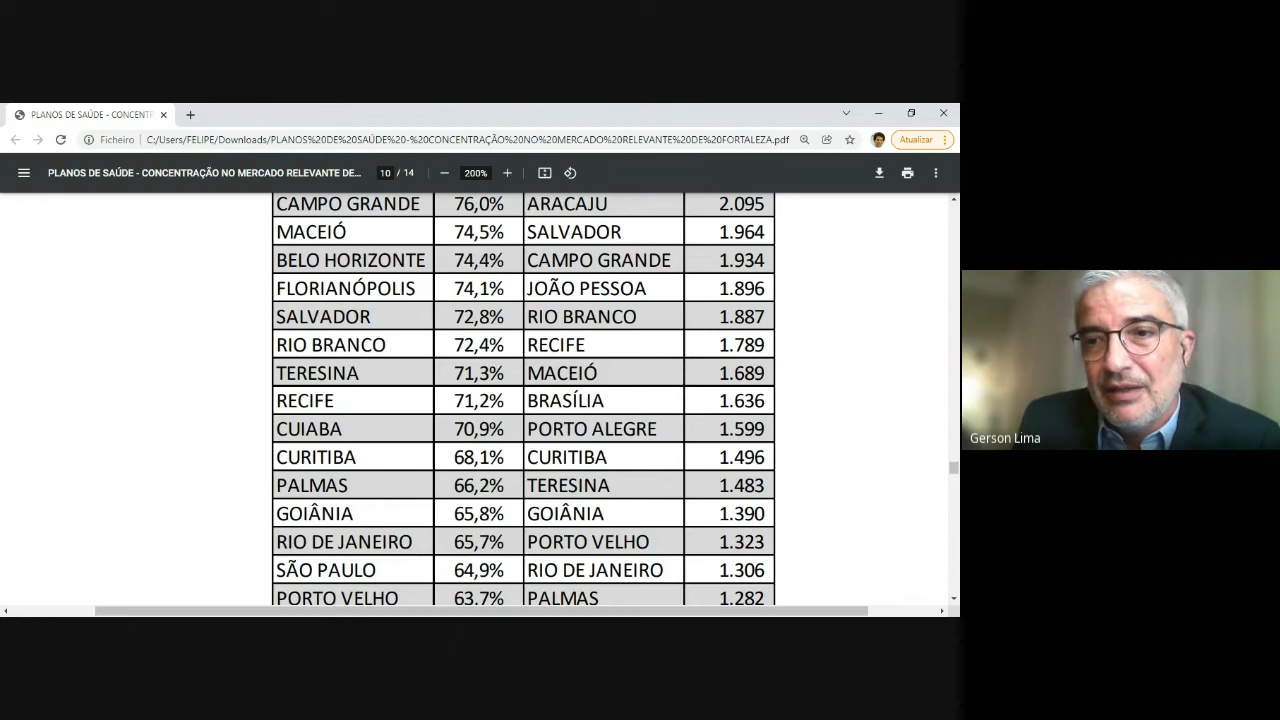 PLANOS DE SAÚDE - CONCENTR
Ficheiro C:/Users/FELIPE/Downloads/PLANOS%20DE%20SAÚDE%20-%20CONCENTRAÇÃO%20NO%20MERCADO%20RELEVANTE%20DE%20FORTALEZA.pdf Atualizar
PLANOS DE SAÚDE - CONCENTRAÇÃO NO MERCADO RELEVANTE DE... 10 / 14 200%
CAMPO GRANDE 76,0% ARACAJU 2.095
MACEIÓ 74,5% SALVADOR 1.964
BELO HORIZONTE 74,4% CAMPO GRANDE 1.934
FLORIANÓPOLIS 74,1% JOÃO PESSOA 1.896
SALVADOR 72,8% RIO BRANCO 1.887
RIO BRANCO 72,4% RECIFE 1.789
TERESINA 71,3% MACEIÓ 1.689
RECIFE 71,2% BRASÍLIA 1.636
CUIABA 70,9% PORTO ALEGRE 1.599
CURITIBA 68,1% CURITIBA 1.496
PALMAS 66,2% TERESINA 1.483
GOIÂNIA 65,8% GOIÂNIA 1.390
RIO DE JANEIRO 65,7% PORTO VELHO 1.323
SÃO PAULO 64,9% RIO DE JANEIRO 1.306
PORTO VELHO 63,7% PALMAS 1.282
Gerson Lima